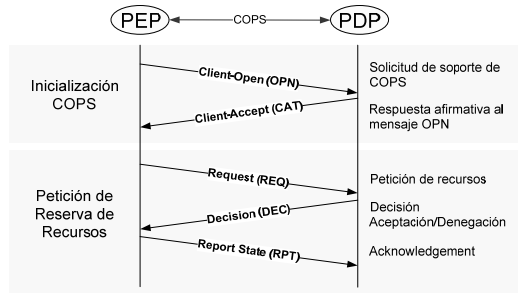 PEP
COPS
PDP
Inicialización
COPS
Client-Open (OPN)
Solicitud de soporte de
COPS
Client-Accept (CAT)
Respuesta afirmativa al
mensaje OPN
Petición de
Reserva de
Recursos
Request (REQ)
Petición de recursos
Decision (DEC)
Decisión
Aceptación/Denegación
Report State (RPT)
Acknowledgement